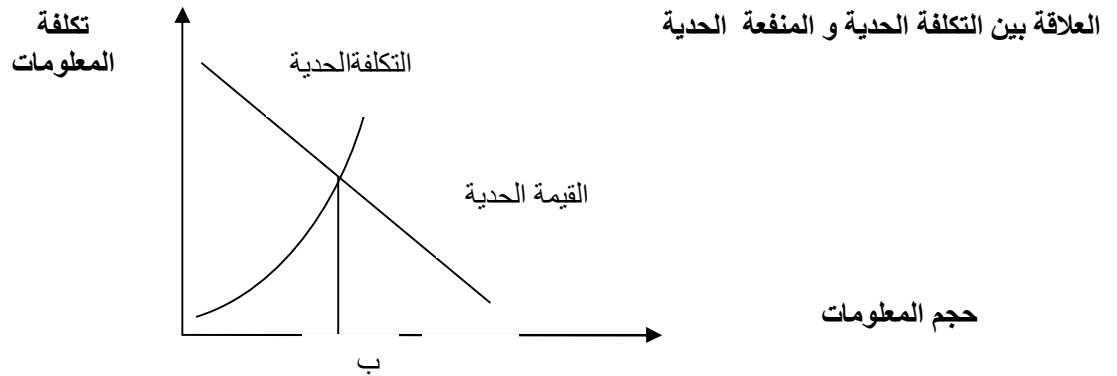 العلاقة بين التكلفة الحدية و المنفعة الحدية
تكلفة
المعلومات
التكلفةالحدية
القيمة الحدية
حجم المعلومات
ب